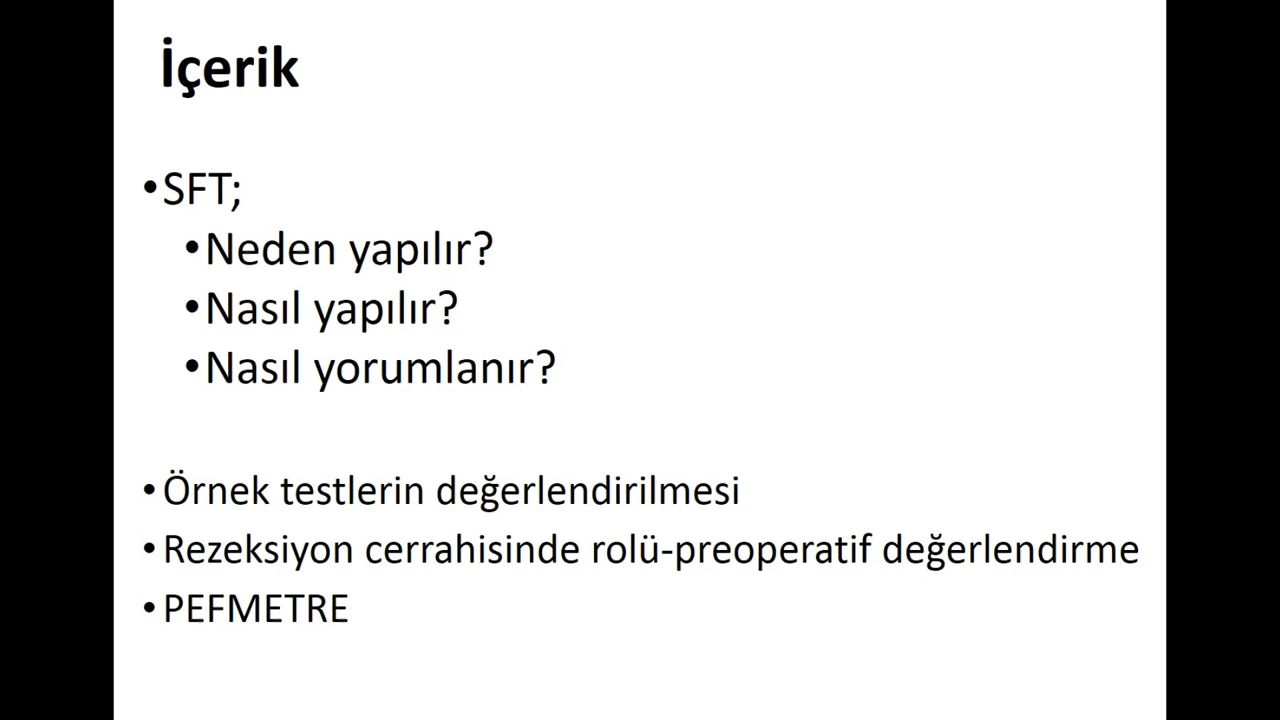 İçerik
•SFT;
•Neden yapılır?
•Nasıl yapılır?
•Nasıl yorumlanır?
•Örnek testlerin değerlendirilmesi
•Rezeksiyon cerrahisinde rolü-preoperatif değerlendirme
•PEFMETRE